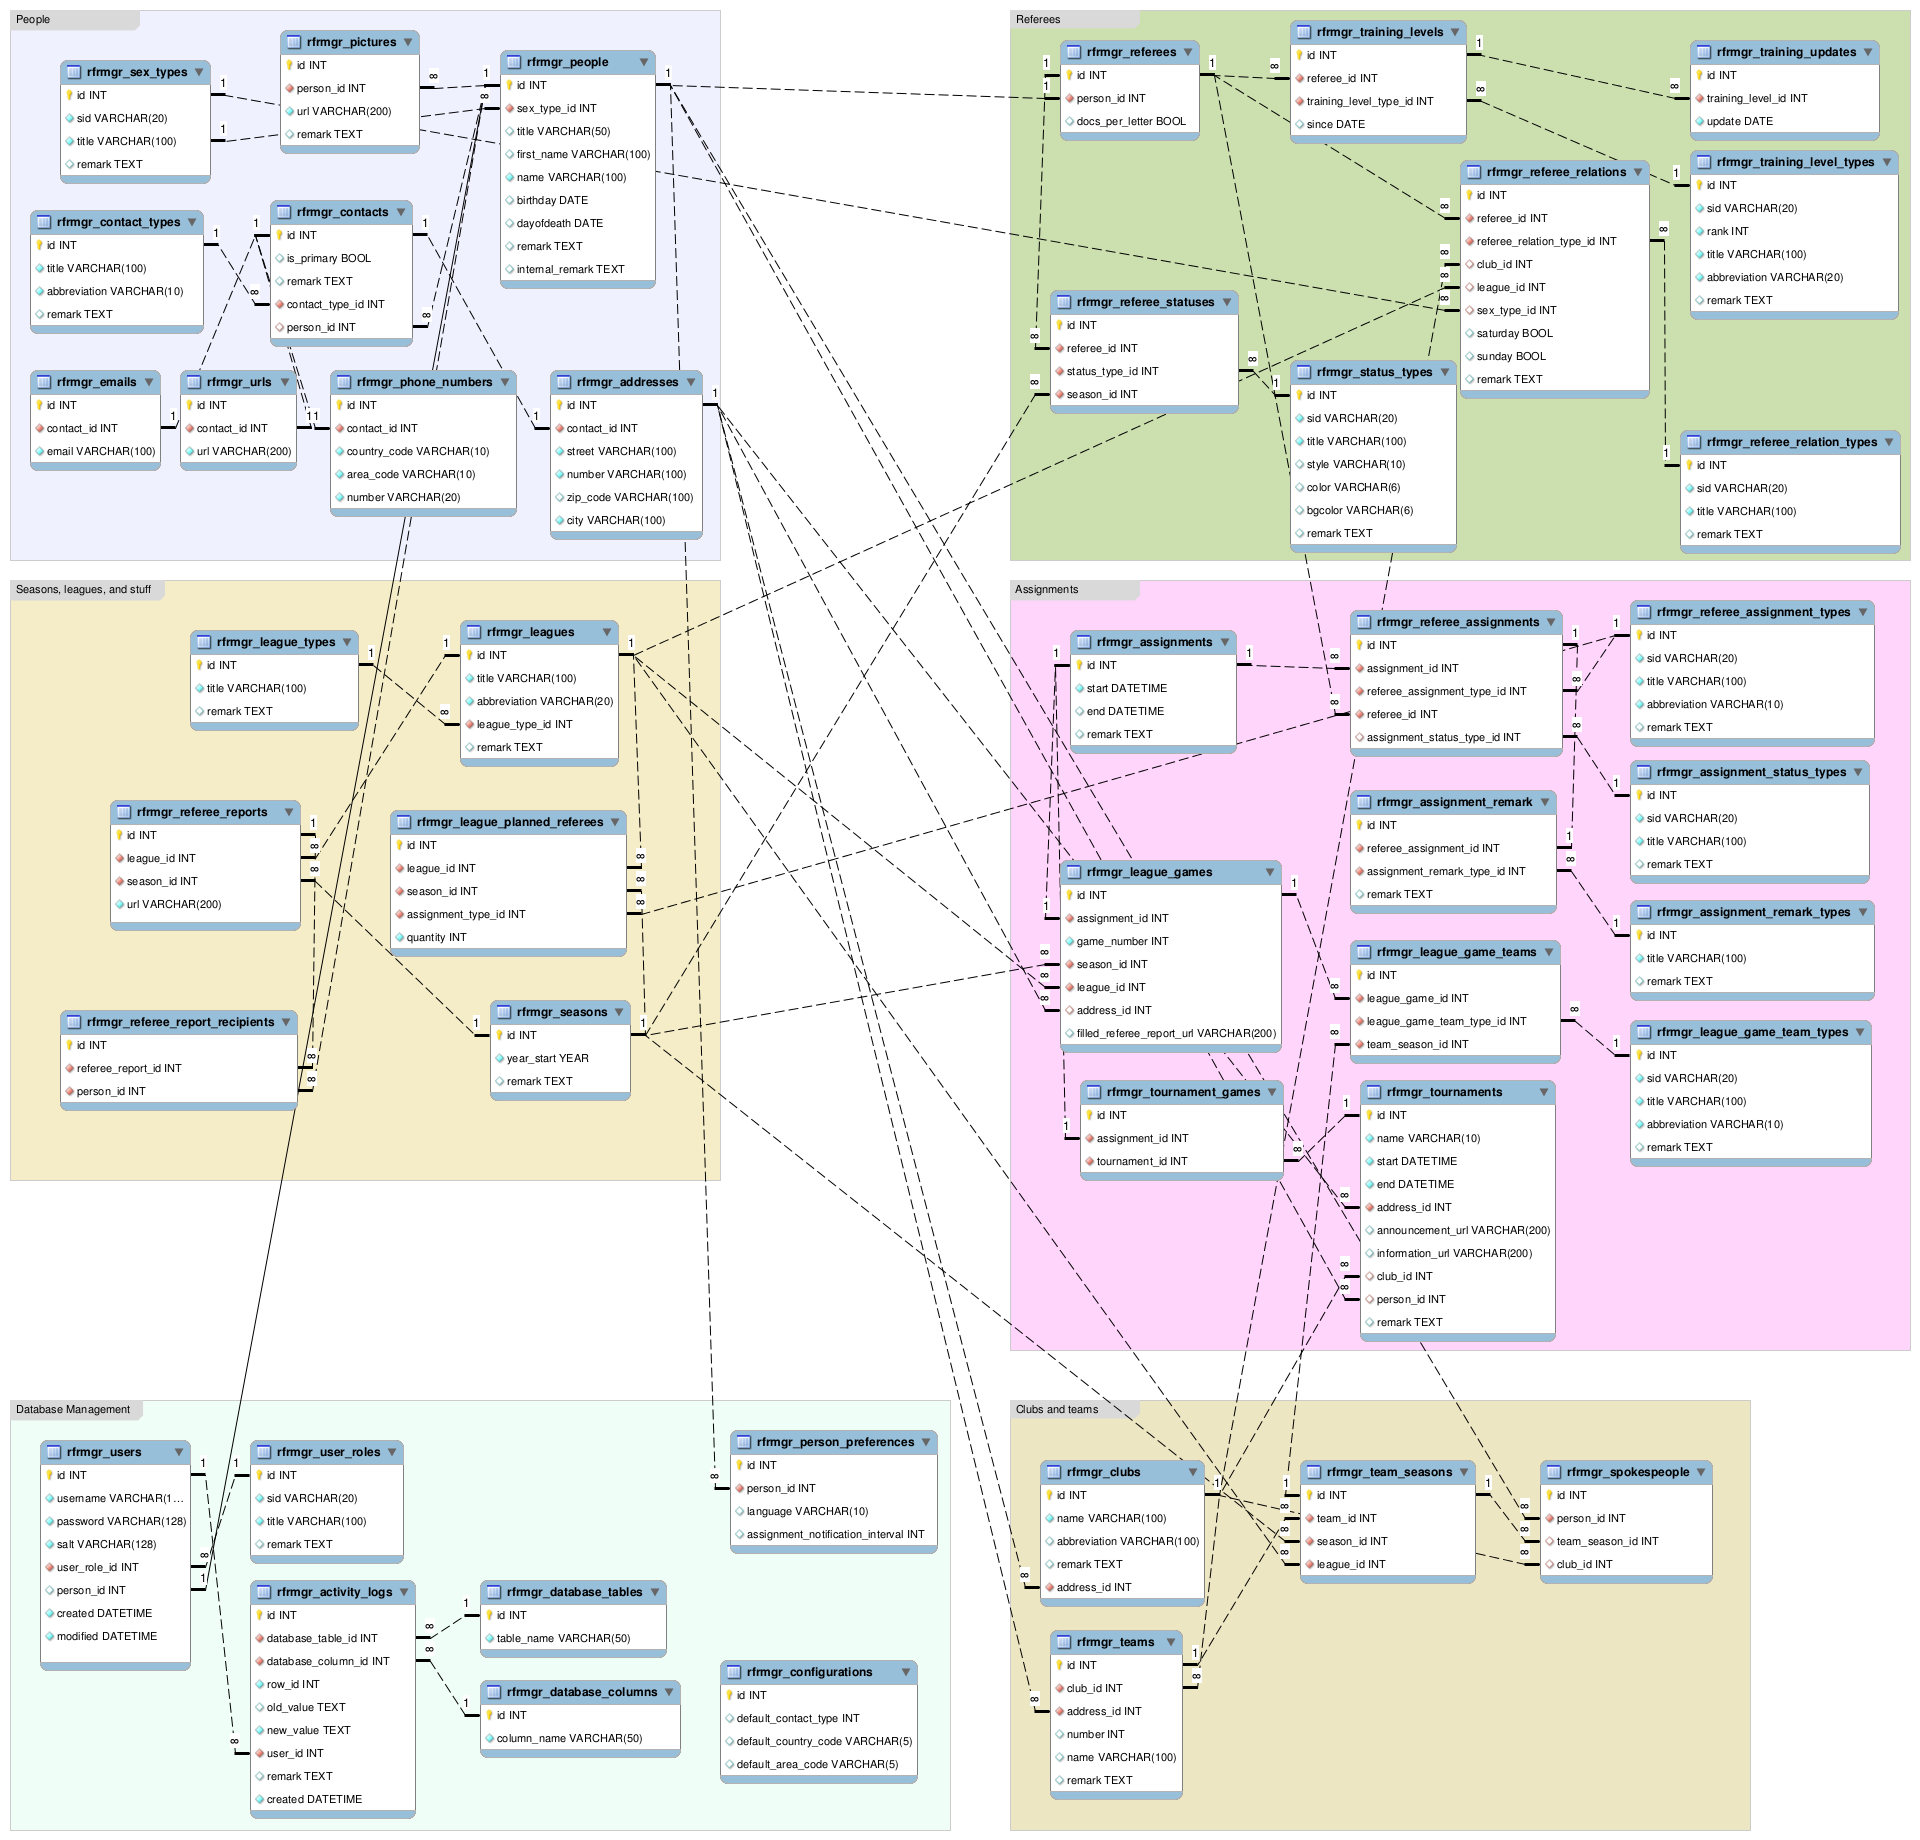 People
rfrmgr_sex_types
id INT
sid VARCHAR(20)
title VARCHAR(100)
remark TEXT
rfrmgr_pictures
id INT
person_id INT
url VARCHAR(200)
remark TEXT
rfrmgr_people
id INT
sex_type_id INT
title VARCHAR(50)
first_name VARCHAR(100)
name VARCHAR(100)
birthday DATE
dayofdeath DATE
remark TEXT
internal_remark TEXT
rfrmgr_contact_types
id INT
title VARCHAR(100)
abbreviation VARCHAR(10)
remark TEXT
rfrmgr_contacts
id INT
is_primary BOOL
remark TEXT
contact_type_id INT
person_id INT
rfrmgr_emails
id INT
contact_id INT
email VARCHAR(100)
rfrmgr_urls
id INT
contact_id INT
url VARCHAR(200)
rfrmgr_phone_numbers
id INT
contact_id INT
country_code VARCHAR(10)
area_code VARCHAR(10)
number VARCHAR(20)
rfrmgr_addresses
id INT
contact_id INT
street VARCHAR(100)
number VARCHAR(100)
zip_code VARCHAR(100)
city VARCHAR(100)
Referees
rfrmgr_referees
id INT
person_id INT
docs_per_letter BOOL
rfrmgr_training_levels
id INT
referee_id INT
training_level_type_id INT
since DATE
rfrmgr_training_updates
id INT
training_level_id INT
update DATE
rfrmgr_training_level_types
id INT
sid VARCHAR(20)
rank INT
title VARCHAR(100)
abbreviation VARCHAR(20)
remark TEXT
rfrmgr_referee_relations
id INT
referee_id INT
referee_relation_type_id INT
club_id INT
league_id INT
sex_type_id INT
saturday BOOL
sunday BOOL
remark TEXT
rfrmgr_referee_statuses
id INT
referee_id INT
status_type_id INT
season_id INT
rfrmgr_status_types
id INT
sid VARCHAR(20)
title VARCHAR(100)
style VARCHAR(10)
color VARCHAR(6)
bgcolor VARCHAR(6)
remark TEXT
rfrmgr_referee_relation_types
id INT
sid VARCHAR(20)
title VARCHAR(100)
remark TEXT
Seasons, leagues, and stuff
rfrmgr_league_types
id INT
title VARCHAR(100)
remark TEXT
rfrmgr_leagues
id INT
title VARCHAR(100)
abbreviation VARCHAR(20)
league_type_id INT
remark TEXT
rfrmgr_referee_reports
id INT
league_id INT
season_id INT
url VARCHAR(200)
rfrmgr_league_planned_referees
id INT
league_id INT
season_id INT
assignment_type_id INT
quantity INT
rfrmgr_referee_report_recipients
id INT
referee_report_id INT
person_id INT
rfrmgr_seasons
id INT
year_start YEAR
remark TEXT
Assignments
rfrmgr_assignments
id INT
start DATETIME
end DATETIME
remark TEXT
rfrmgr_referee_assignments
id INT
assignment_id INT
referee_assignment_type_id INT
referee_id INT
assignment_status_type_id INT
rfrmgr_referee_assignment_types
id INT
sid VARCHAR(20)
title VARCHAR(100)
abbreviation VARCHAR(10)
remark TEXT
rfrmgr_assignment_status_types
id INT
sid VARCHAR(20)
title VARCHAR(100)
remark TEXT
rfrmgr_assignment_remark
id INT
referee_assignment_id INT
assignment_remark_type_id INT
remark TEXT
rfrmgr_assignment_remark_types
id INT
title VARCHAR(100)
remark TEXT
rfrmgr_league_games
id INT
assignment_id INT
game_number INT
season_id INT
league_id INT
address_id INT
filled_referee_report_url VARCHAR(200)
rfrmgr_league_game_teams
id INT
league_game_id INT
league_game_team_type_id INT
team_season_id INT
rfrmgr_league_game_team_types
id INT
sid VARCHAR(20)
title VARCHAR(100)
abbreviation VARCHAR(10)
remark TEXT
rfrmgr_tournament_games
id INT
assignment_id INT
tournament_id INT
rfrmgr_tournaments
id INT
name VARCHAR(10)
start DATETIME
end DATETIME
address_id INT
announcement_url VARCHAR(200)
information_url VARCHAR(200)
club_id INT
person_id INT
remark TEXT
Database Management
rfrmgr_users
id INT
username VARCHAR(1...
password VARCHAR(128)
salt VARCHAR(128)
user_role_id INT
person_id INT
created DATETIME
modified DATETIME
rfrmgr_user_roles
id INT
sid VARCHAR(20)
title VARCHAR(100)
remark TEXT
rfrmgr_activity_logs
id INT
database_table_id INT
database_column_id INT
row_id INT
old_value TEXT
new_value TEXT
user_id INT
remark TEXT
created DATETIME
rfrmgr_database_tables
id INT
table_name VARCHAR(50)
rfrmgr_database_columns
id INT
column_name VARCHAR(50)
rfrmgr_person_preferences
id INT
person_id INT
language VARCHAR(10)
assignment_notification_interval INT
rfrmgr_configurations
id INT
default_contact_type INT
default_country_code VARCHAR(5)
default_area_code VARCHAR(5)
Clubs and teams
rfrmgr_clubs
id INT
name VARCHAR(100)
abbreviation VARCHAR(100)
remark TEXT
address_id INT
rfrmgr_team_seasons
id INT
team_id INT
season_id INT
league_id INT
rfrmgr_spokespeople
id INT
person_id INT
team_season_id INT
club_id INT
rfrmgr_teams
id INT
club_id INT
address_id INT
number INT
name VARCHAR(100)
remark TEXT